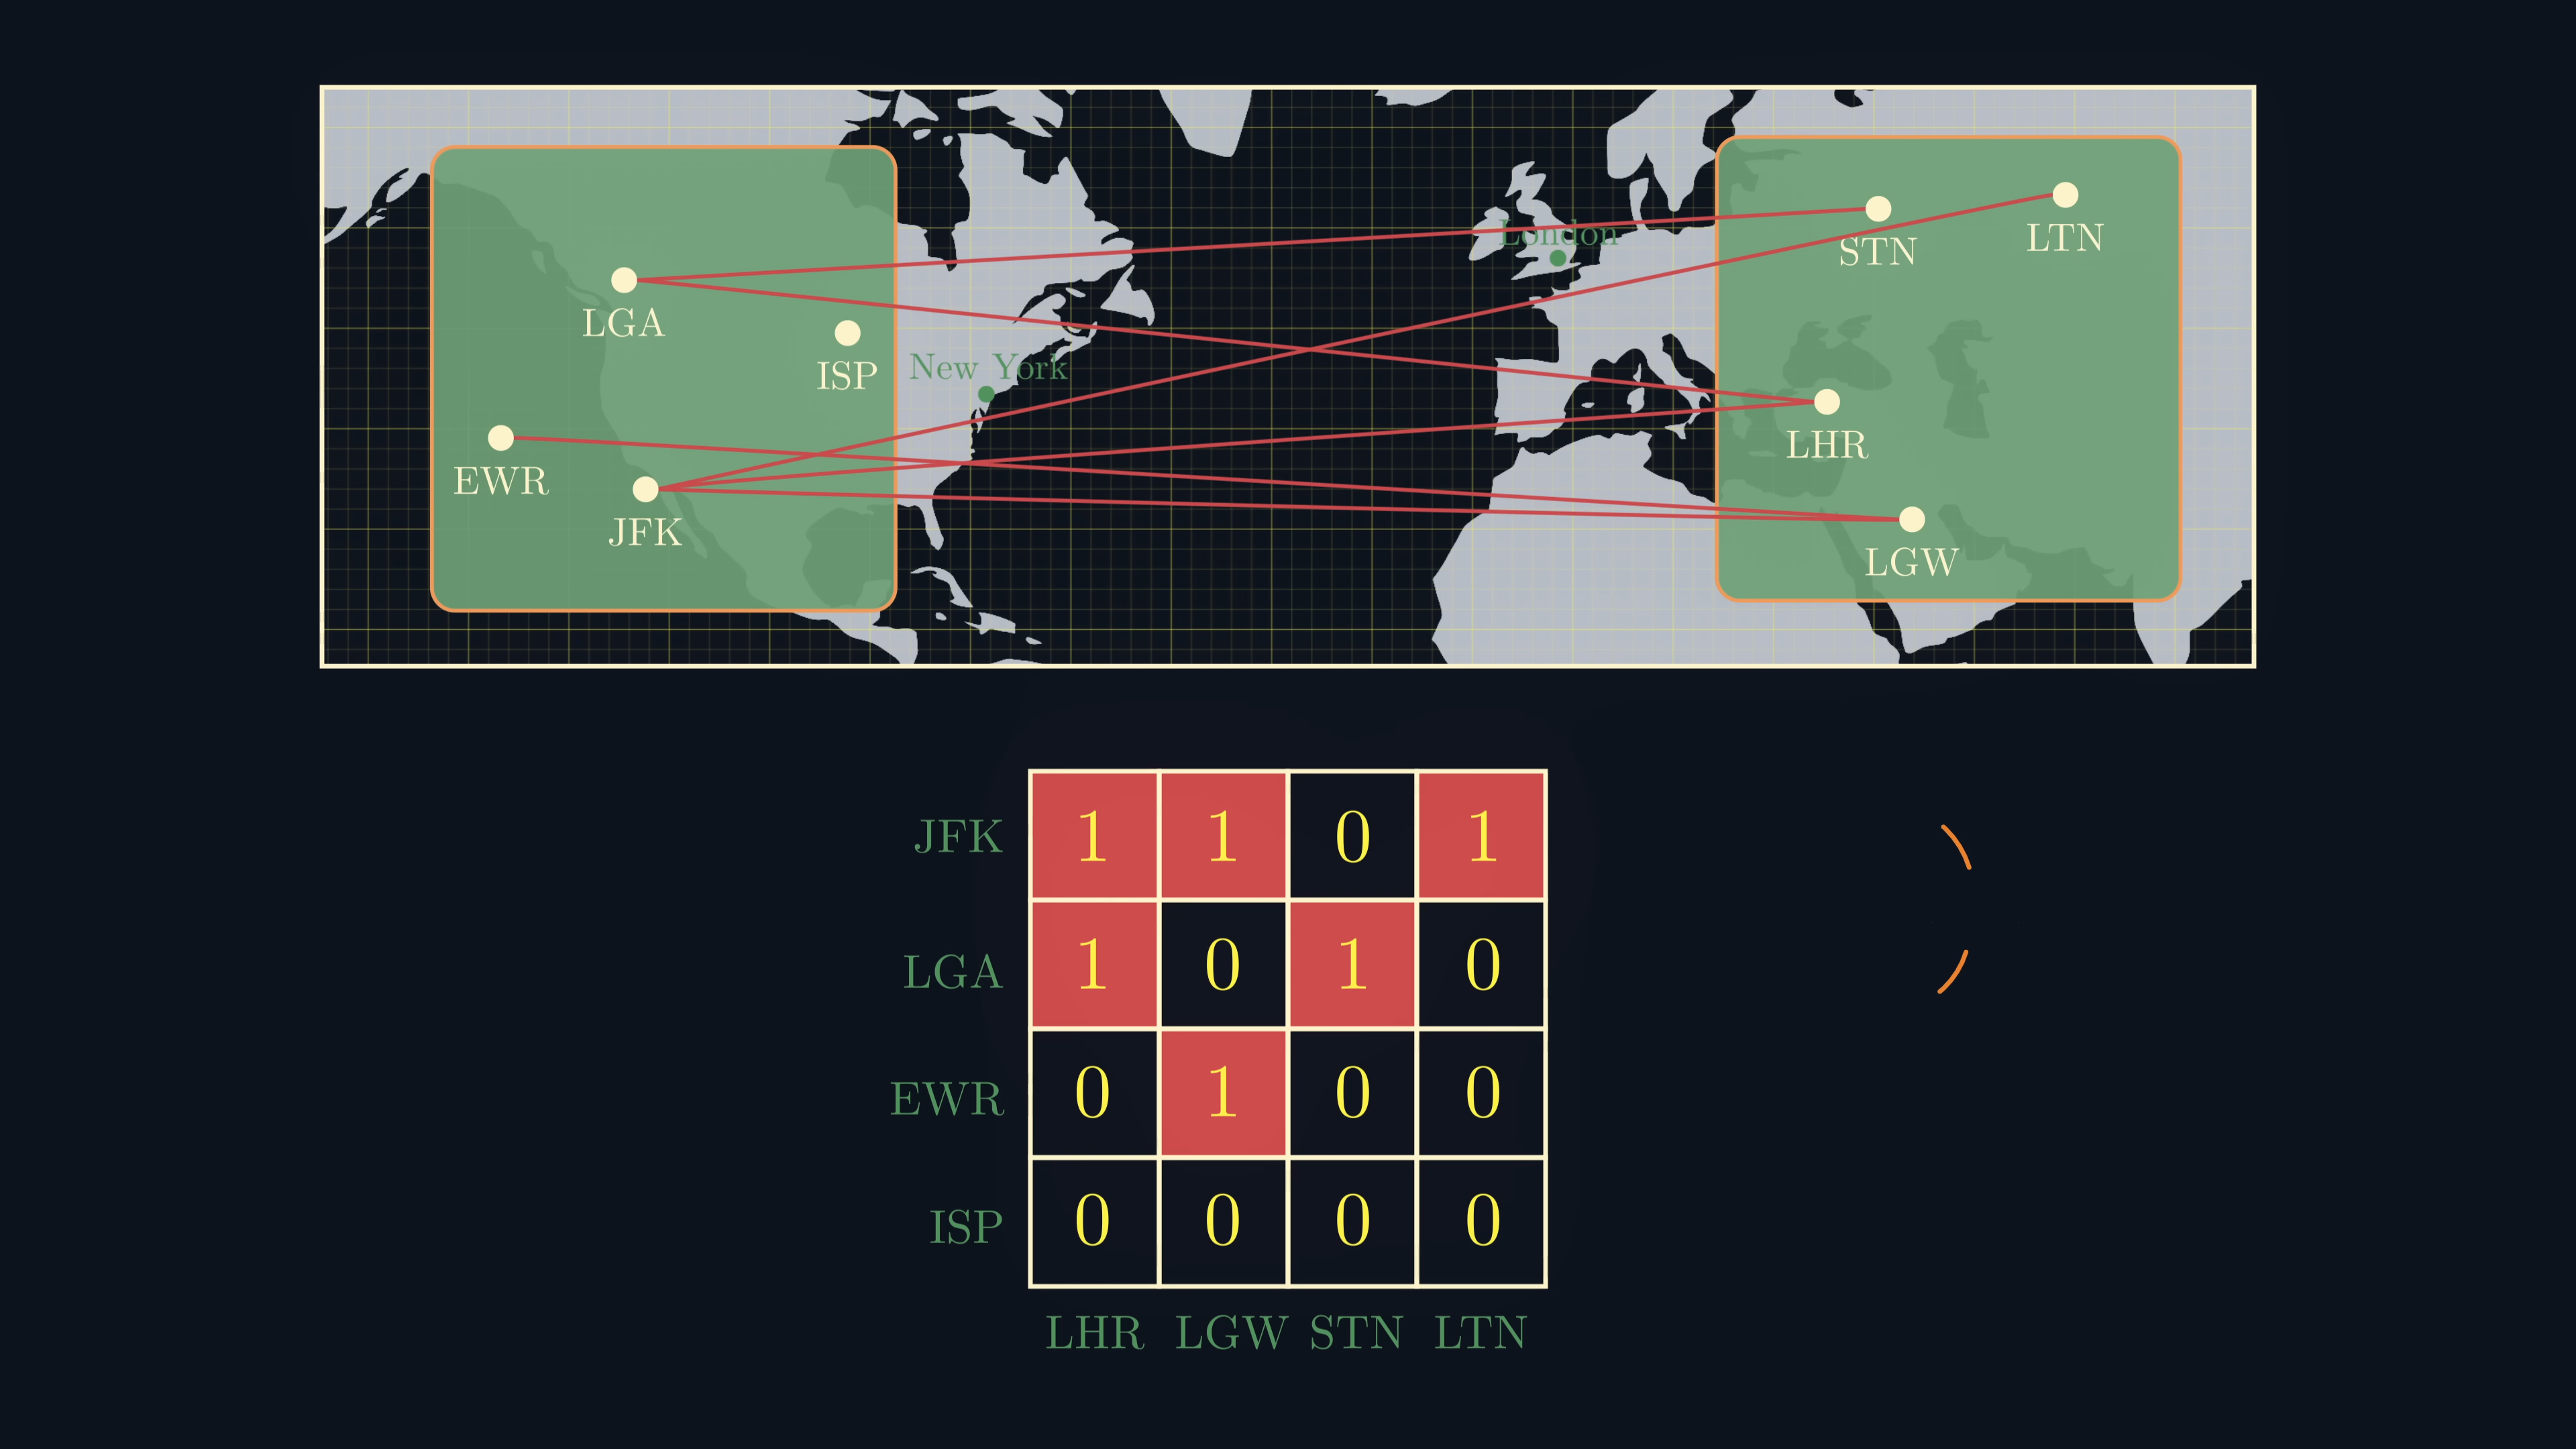 London
STN
LTN
LGA
ISP
New York
EWR
LHR
JFK
LGW
JFK 1 1 0 1
LGA 1 0 1 0
EWR 0 1 0 0
ISP 0 0 0 0
LHR LGW STN LTN